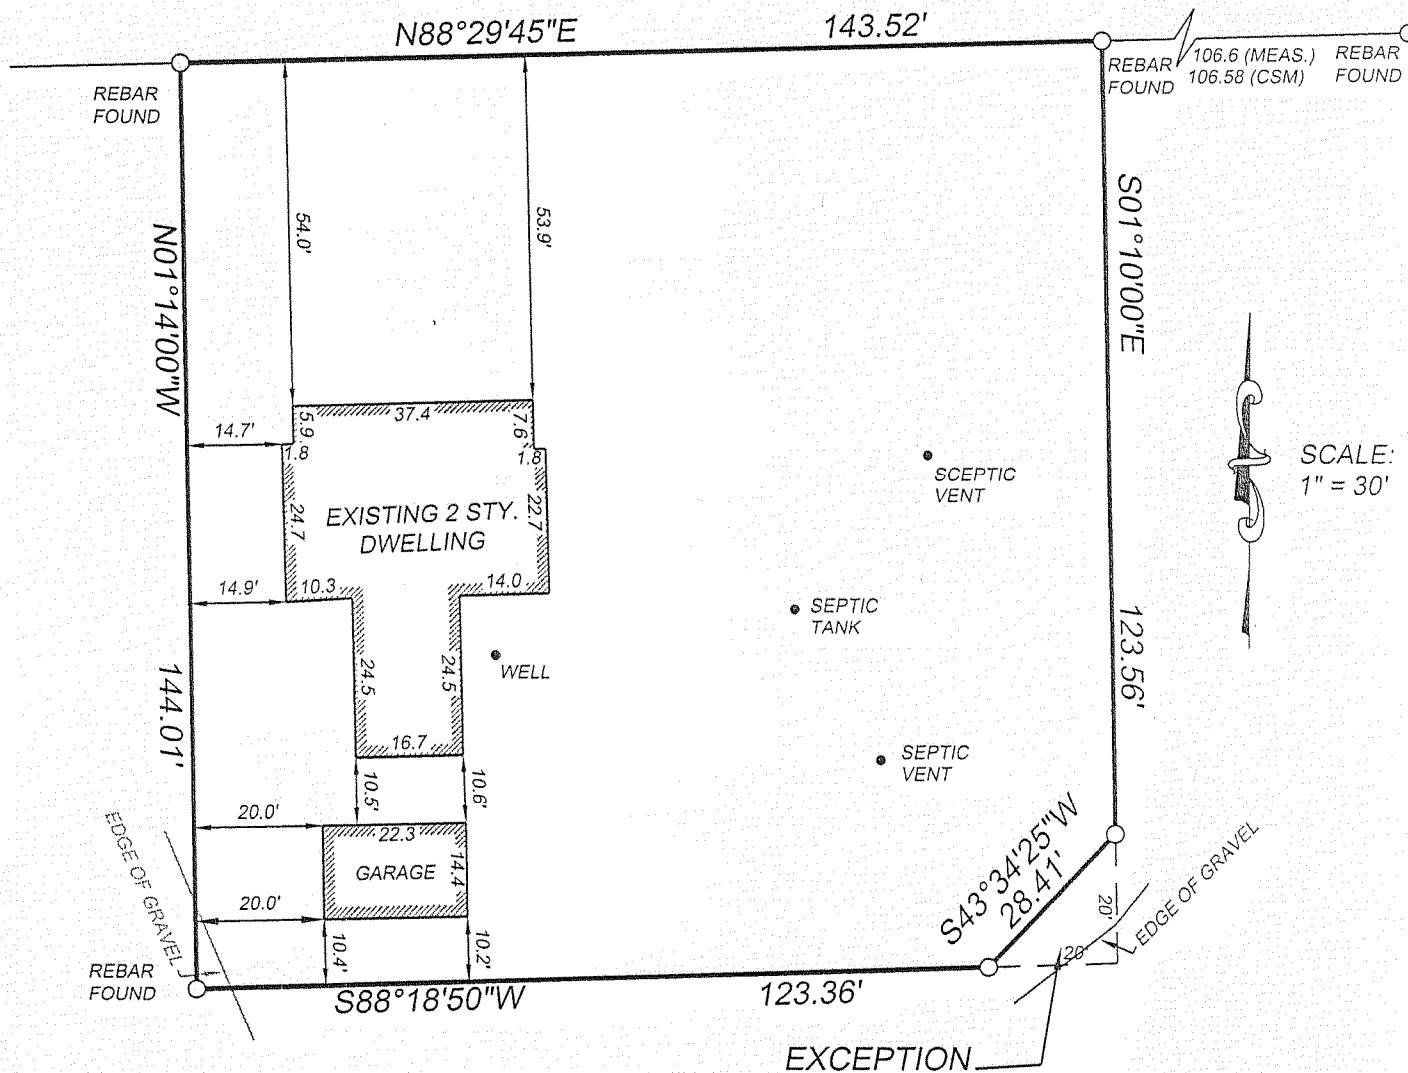 N88°29'45"E
143.52'
REBAR
FOUND
REBAR
FOUND
106.6 (MEAS.)
106.58 (CSM)
REBAR
FOUND
54.0'
53.9'
N01°14'00"W
S01°10'00"E
5.9
37.4
7.6
14.7'
1.8
1.8
SCEPTIC
VENT
SCALE:
1" = 30'
24.7
EXISTING 2 STY.
DWELLING
22.7
14.9'
10.3
14.0
SEPTIC
TANK
123.56'
24.5
24.5
WELL
144.01'
16.7
SEPTIC
VENT
10.5'
10.6'
20.0'
22.3
GARAGE
14.4
EDGE OF GRAVEL
20.0'
10.4'
10.2'
S43°34'25"W
28.41'
20'
20'
EDGE OF GRAVEL
REBAR
FOUND
S88°18'50"W
123.36'
EXCEPTION